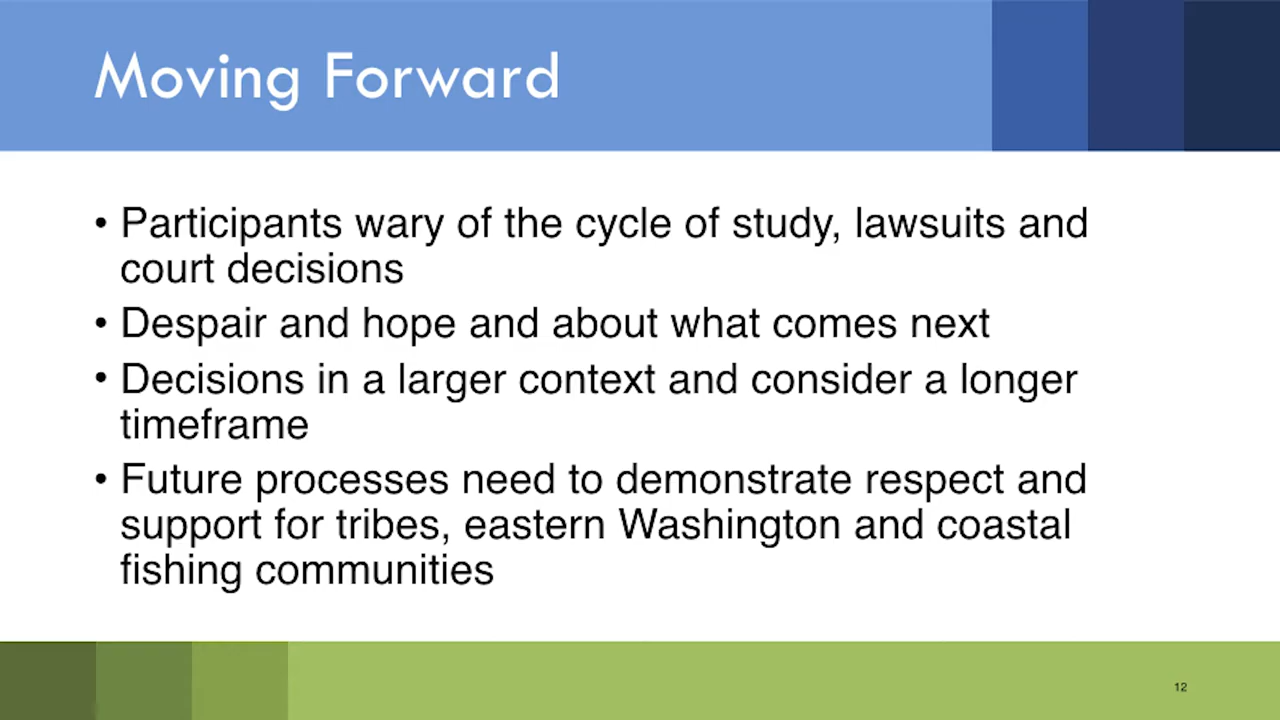 Moving Forward
• Participants wary of the cycle of study, lawsuits and
court decisions
• Despair and hope and about what comes next
• Decisions in a larger context and consider a longer
timeframe
• Future processes need to demonstrate respect and
support for tribes, eastern Washington and coastal
fishing communities
12